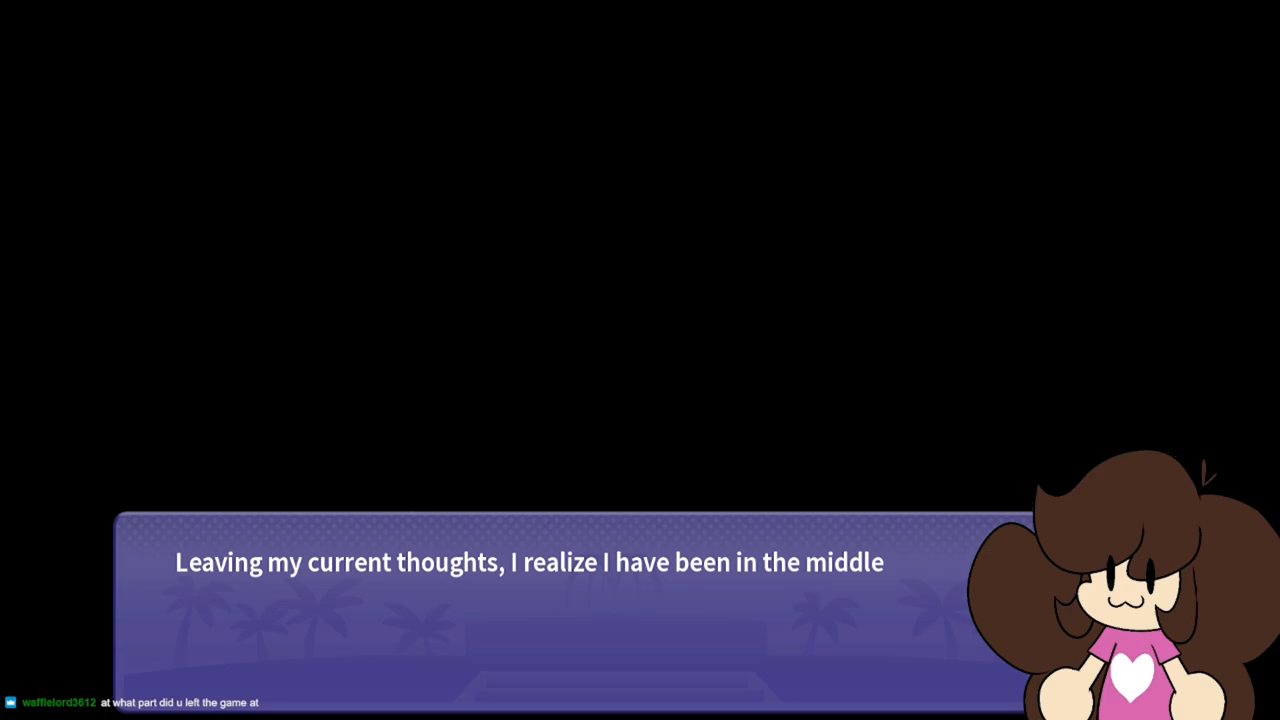 Leaving my current thoughts, I realize I have been in the middle
wafflelord3612 at what part did u left the game at